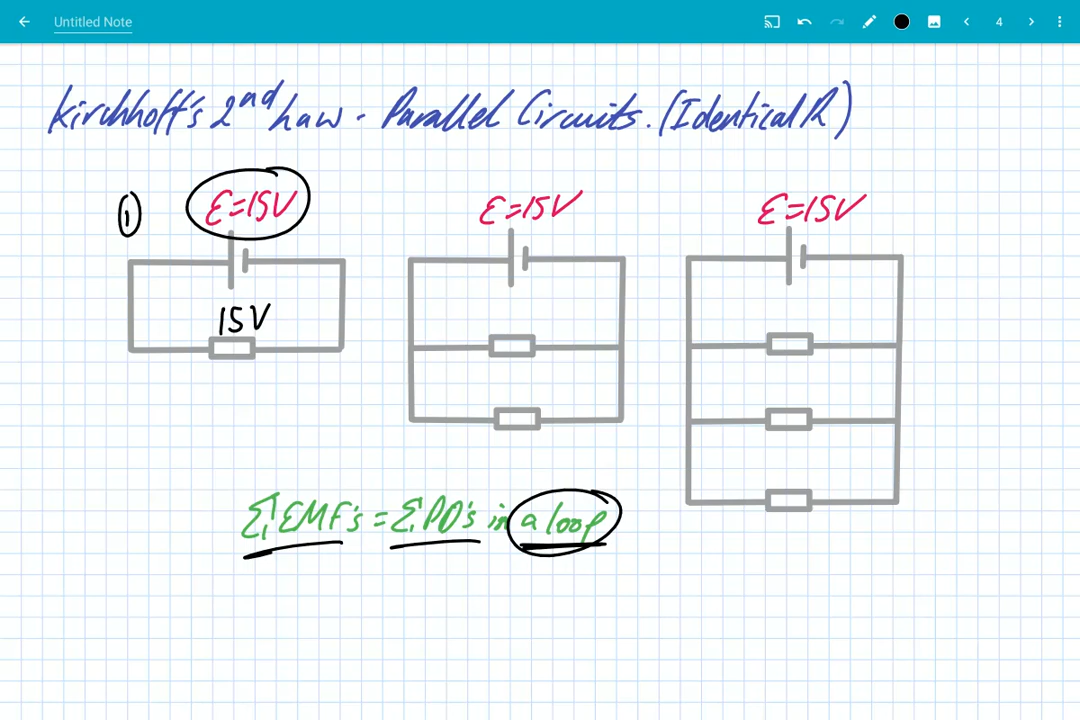 Untitled Note
4
Kirchhoff's 2nd Law - Parallel Circuits. (Identical R)
① ε=15V
ε=15V
ε=15V
15V
Σ EMF's = Σ PD's in a loop